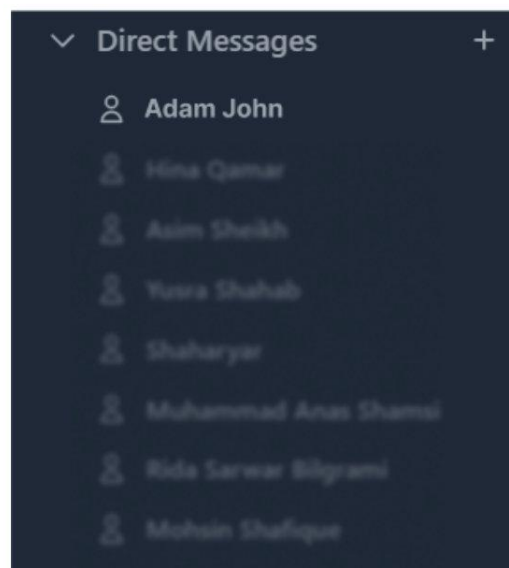 Direct Messages +
Adam John
Hina Qamar
Asim Sheikh
Yusra Shahab
Shaharyar
Muhammad Anas Shamsi
Rida Sarwar Bilgrami
Mohsin Shafique